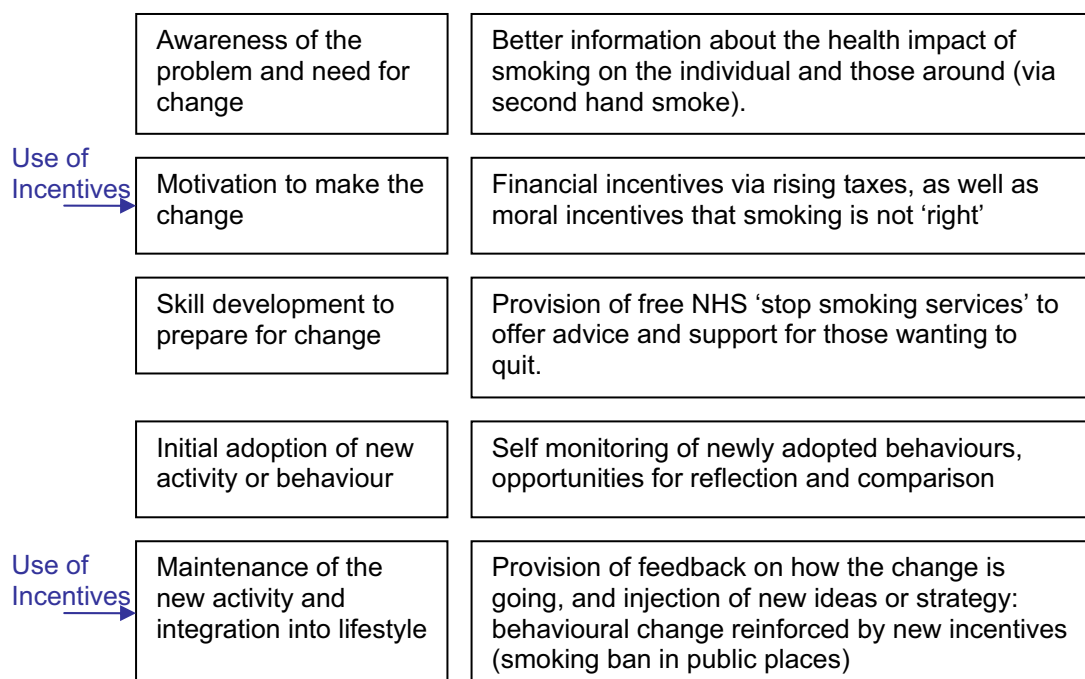 Awareness of the
problem and need for
change
Better information about the health impact of
smoking on the individual and those around (via
second hand smoke).
Use of
Incentives
Motivation to make the
change
Financial incentives via rising taxes, as well as
moral incentives that smoking is not ‘right’
Skill development to
prepare for change
Provision of free NHS ‘stop smoking services’ to
offer advice and support for those wanting to
quit.
Initial adoption of new
activity or behaviour
Self monitoring of newly adopted behaviours,
opportunities for reflection and comparison
Use of
Incentives
Maintenance of the
new activity and
integration into lifestyle
Provision of feedback on how the change is
going, and injection of new ideas or strategy:
behavioural change reinforced by new incentives
(smoking ban in public places)